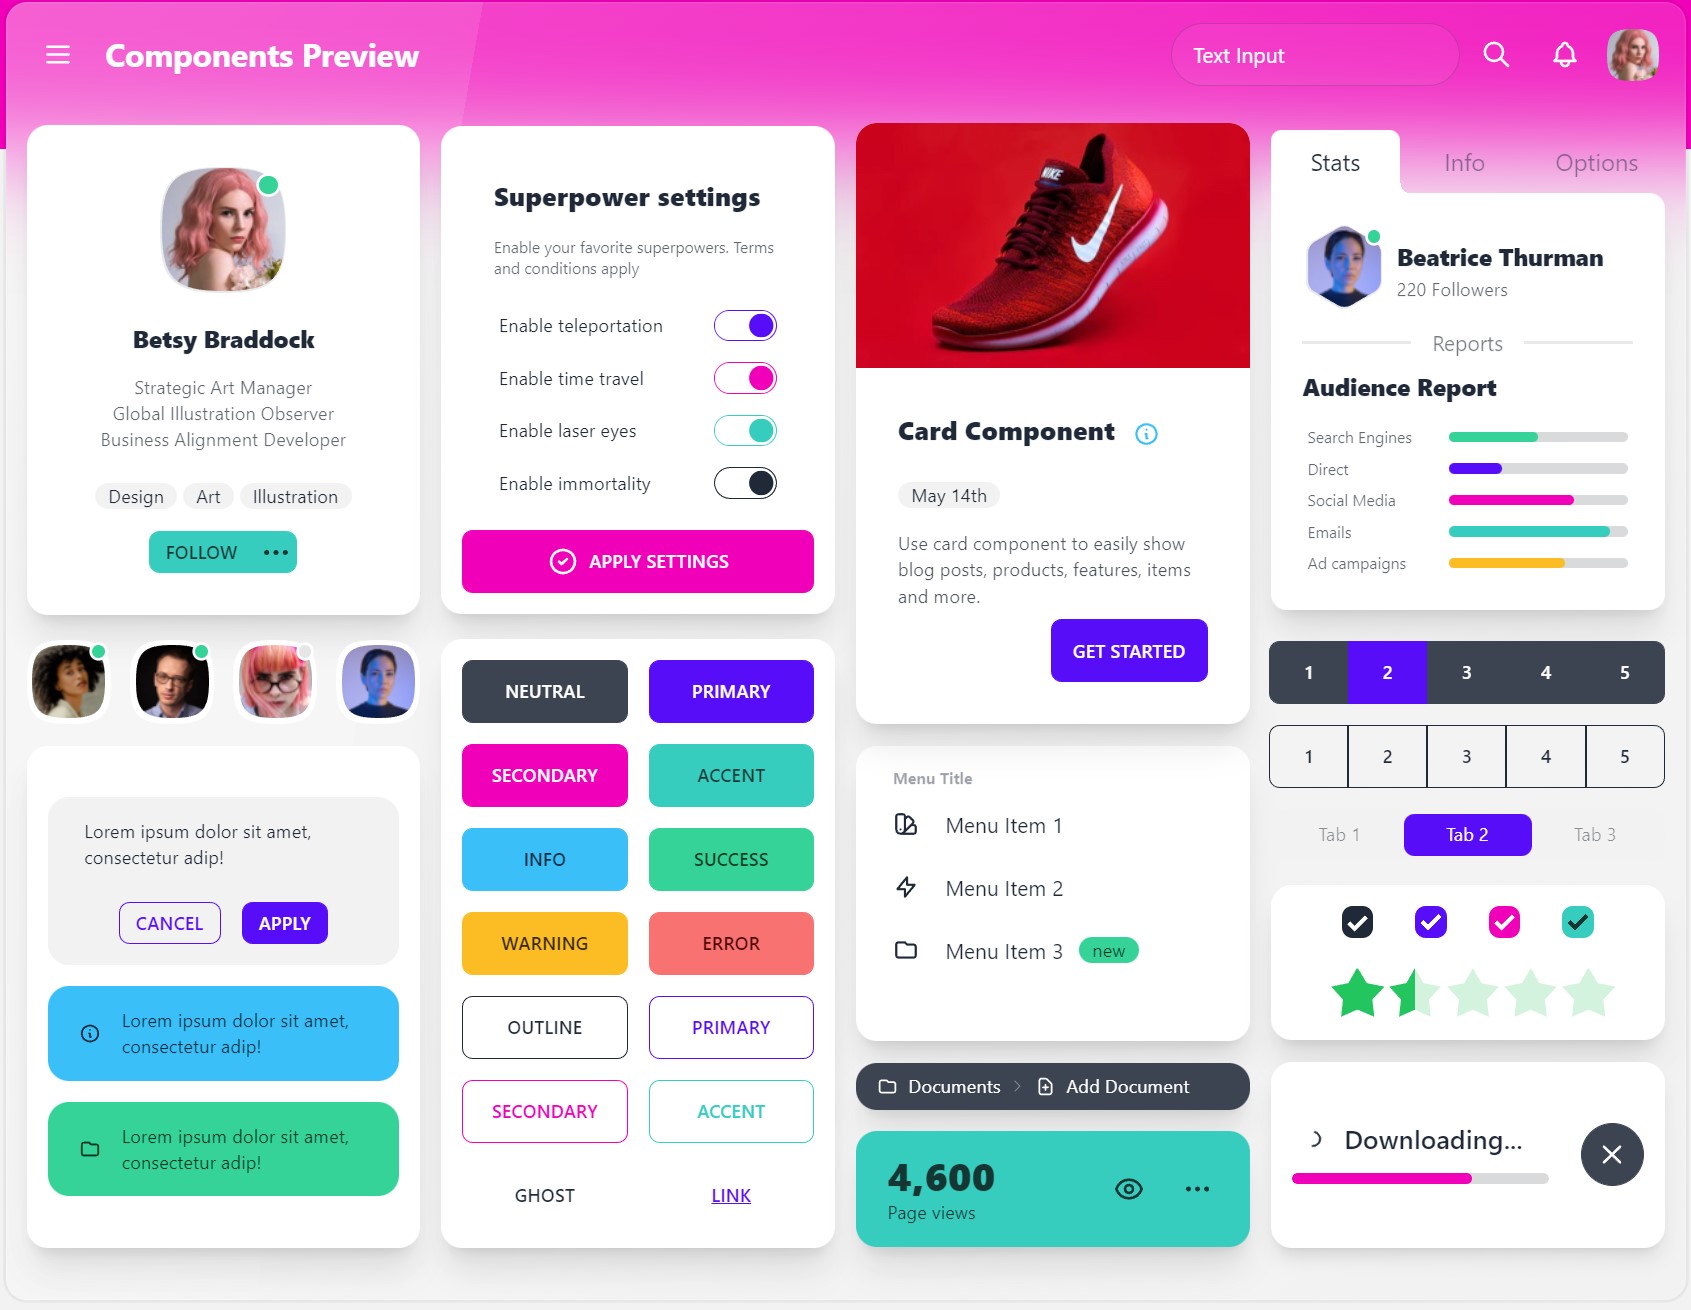 Components Preview
Text Input
Betsy Braddock
Strategic Art Manager
Global Illustration Observer
Business Alignment Developer
Design
Art
Illustration
FOLLOW
Lorem ipsum dolor sit amet,
consectetur adip!
CANCEL
APPLY
Lorem ipsum dolor sit amet,
consectetur adip!
Lorem ipsum dolor sit amet,
consectetur adip!
Superpower settings
Enable your favorite superpowers. Terms
and conditions apply
Enable teleportation
Enable time travel
Enable laser eyes
Enable immortality
APPLY SETTINGS
NEUTRAL
PRIMARY
SECONDARY
ACCENT
INFO
SUCCESS
WARNING
ERROR
OUTLINE
PRIMARY
SECONDARY
ACCENT
GHOST
LINK
NIKE
Card Component
May 14th
Use card component to easily show
blog posts, products, features, items
and more.
GET STARTED
Menu Title
Menu Item 1
Menu Item 2
Menu Item 3 new
Documents
Add Document
4,600
Page views
Stats
Info
Options
Beatrice Thurman
220 Followers
Reports
Audience Report
Search Engines
Direct
Social Media
Emails
Ad campaigns
1 2 3 4 5
1 2 3 4 5
Tab 1
Tab 2
Tab 3
Downloading...